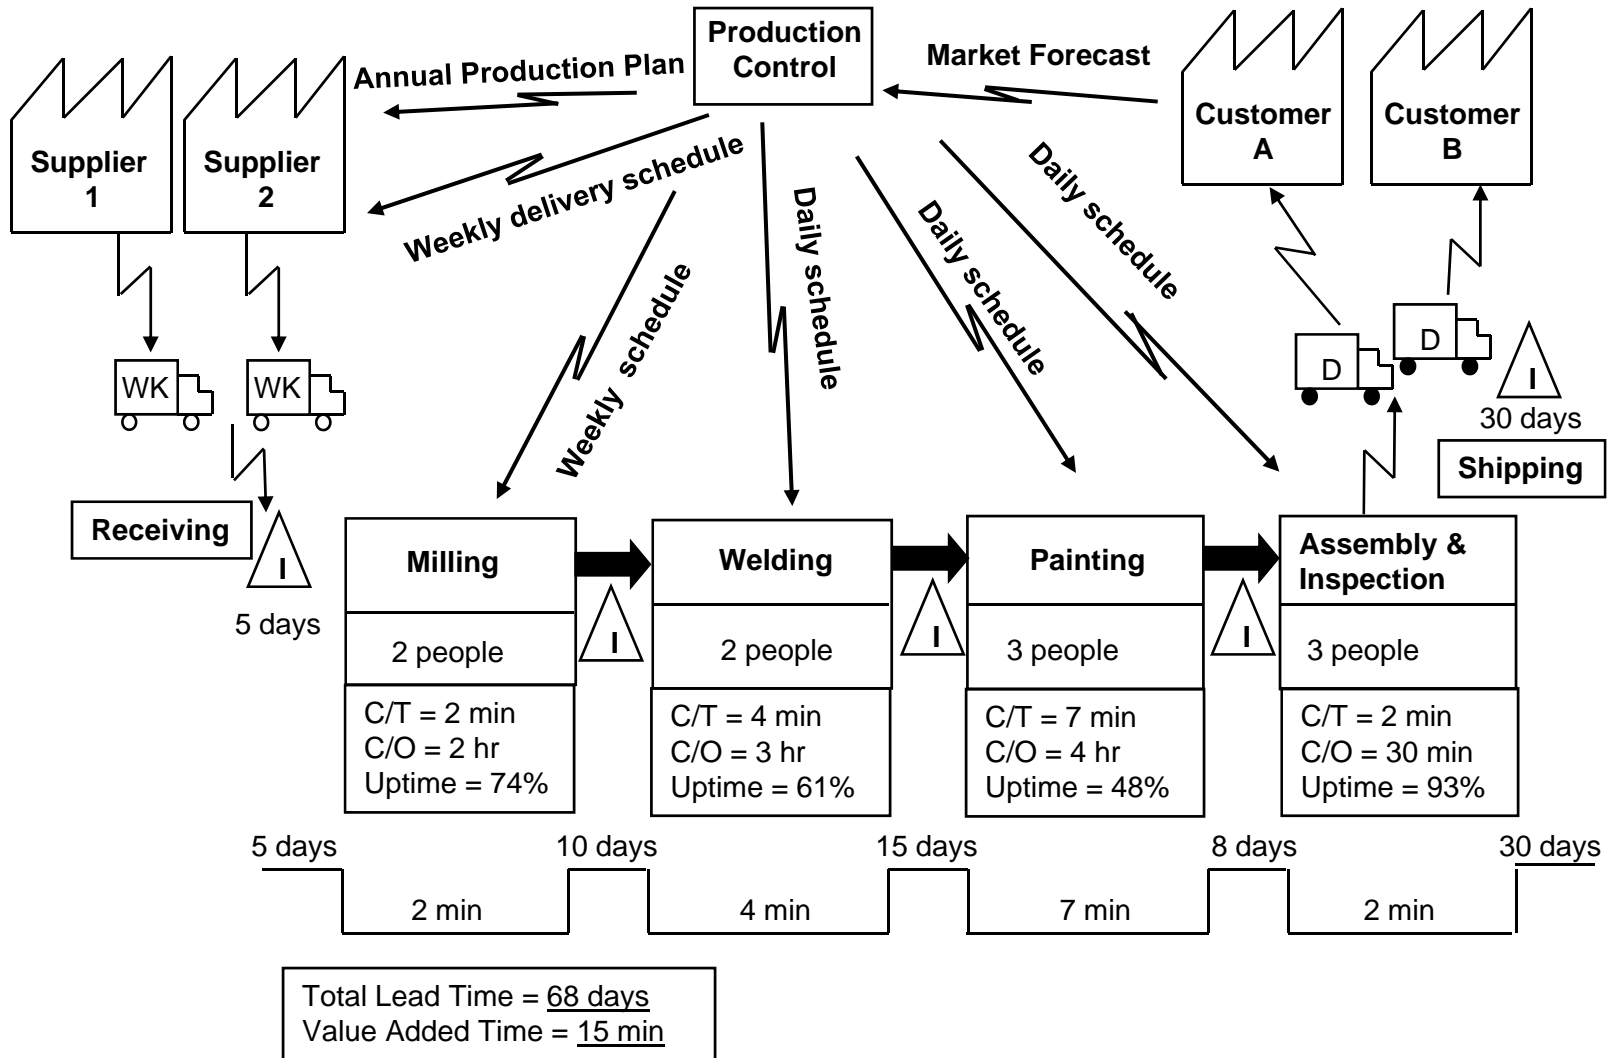 Production
Control
Annual Production Plan
Market Forecast
Supplier
1
Supplier
2
Customer
A
Customer
B
Weekly delivery schedule
Weekly schedule
Daily schedule
Daily schedule
Daily schedule
WK
WK
D
D
I
30 days
Shipping
Receiving
I
5 days
Milling
2 people
C/T = 2 min
C/O = 2 hr
Uptime = 74%
I
Welding
2 people
C/T = 4 min
C/O = 3 hr
Uptime = 61%
I
Painting
3 people
C/T = 7 min
C/O = 4 hr
Uptime = 48%
I
Assembly &
Inspection
3 people
C/T = 2 min
C/O = 30 min
Uptime = 93%
5 days
10 days
15 days
8 days
30 days
2 min
4 min
7 min
2 min
Total Lead Time = 68 days
Value Added Time = 15 min